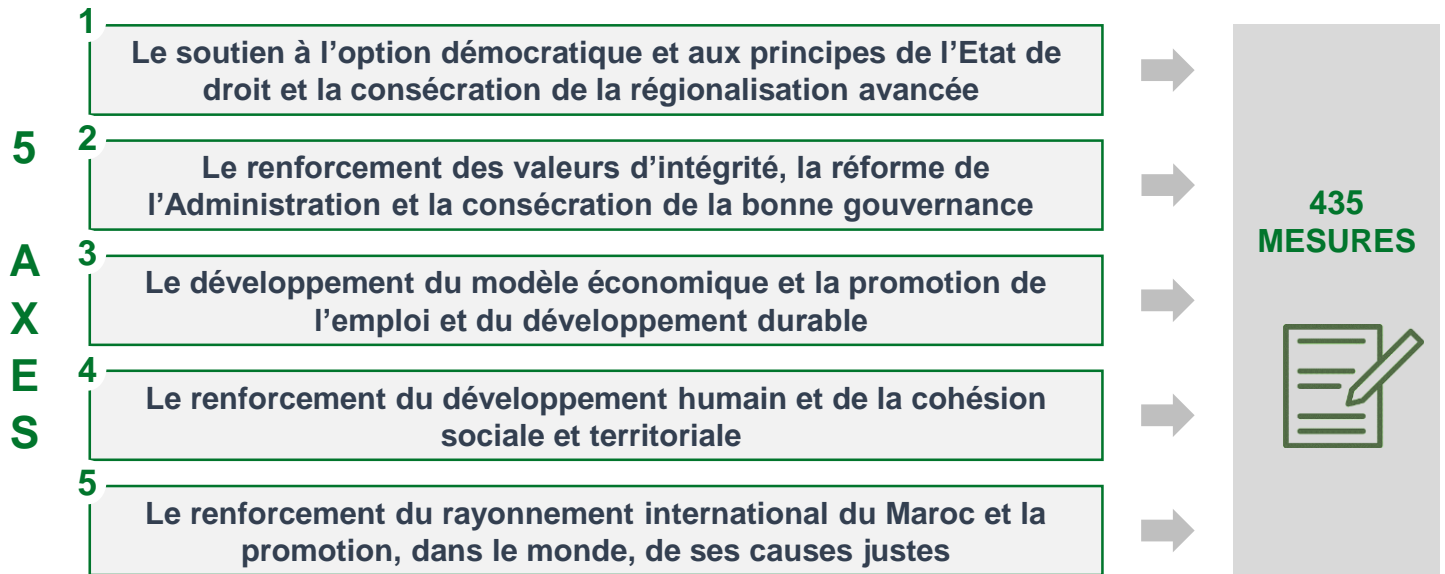 5
A
X
E
S
1
Le soutien à l’option démocratique et aux principes de l’Etat de
droit et la consécration de la régionalisation avancée
2
Le renforcement des valeurs d’intégrité, la réforme de
l’Administration et la consécration de la bonne gouvernance
3
Le développement du modèle économique et la promotion de
l’emploi et du développement durable
4
Le renforcement du développement humain et de la cohésion
sociale et territoriale
5
Le renforcement du rayonnement international du Maroc et la
promotion, dans le monde, de ses causes justes
435
MESURES